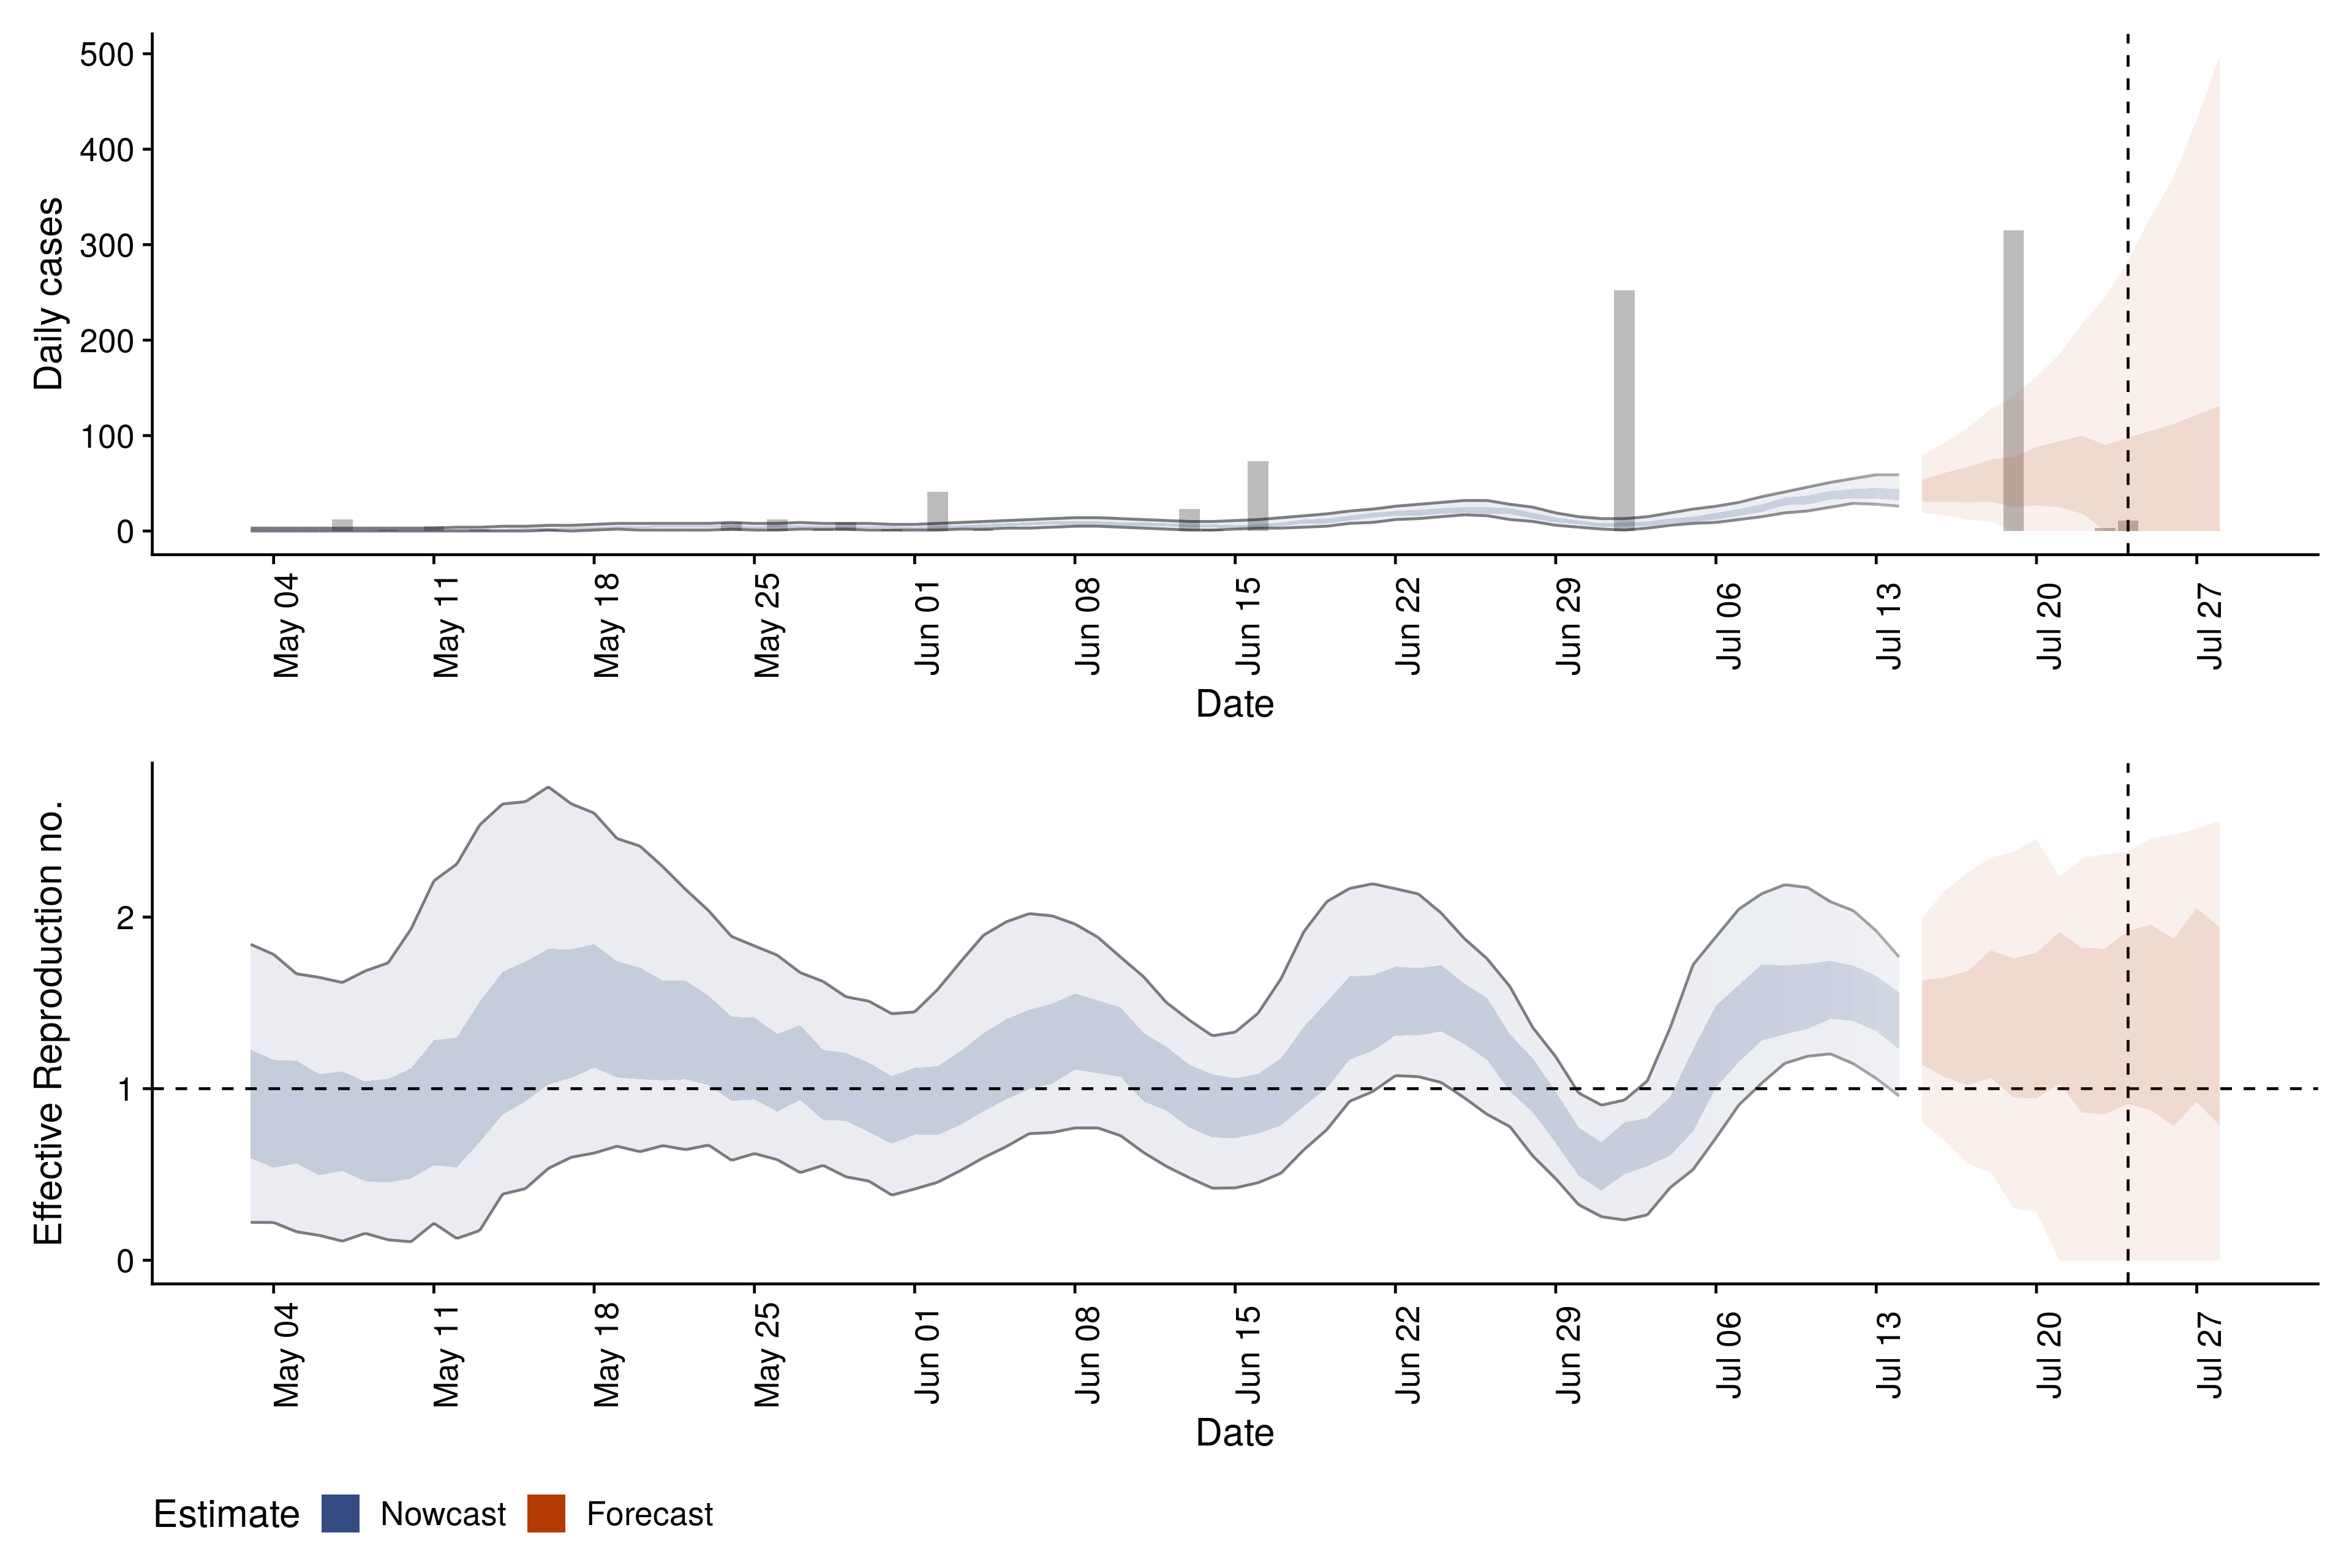 Daily cases
500
400
300
200
100
0
May 04
May 11
May 18
May 25
Jun 01
Jun 08
Jun 15
Jun 22
Jun 29
Jul 06
Jul 13
Jul 20
Jul 27
Date
Effective Reproduction no.
2
1
0
May 04
May 11
May 18
May 25
Jun 01
Jun 08
Jun 15
Jun 22
Jun 29
Jul 06
Jul 13
Jul 20
Jul 27
Date
Estimate Nowcast Forecast